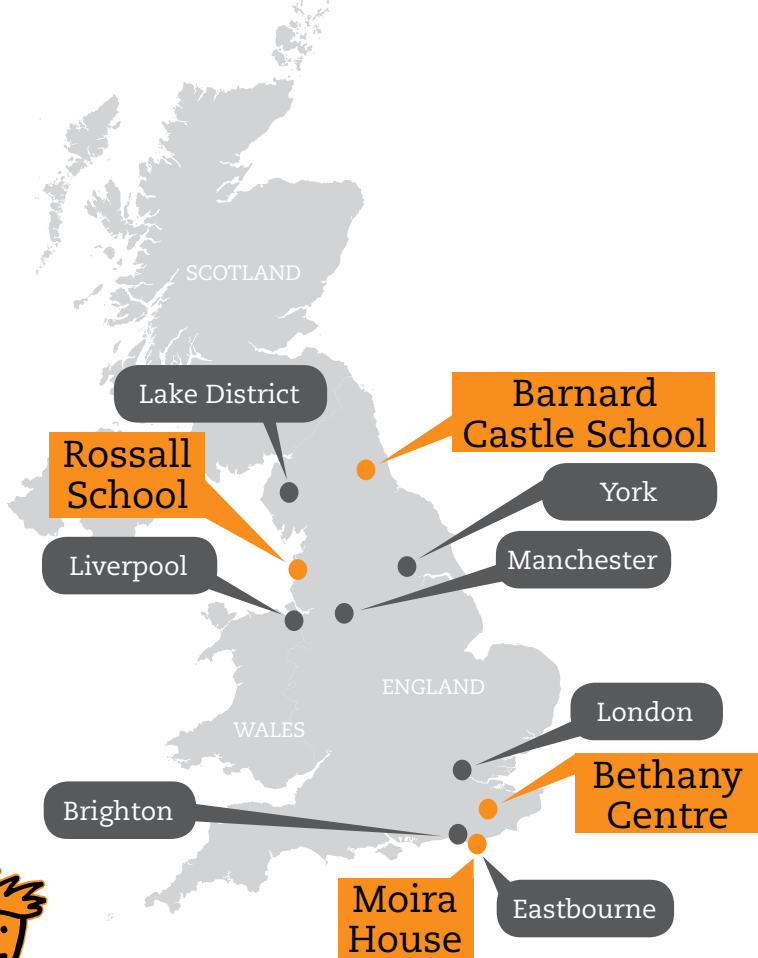 SCOTLAND
Lake District
Barnard
Castle School
Rossall
School
York
Manchester
Liverpool
ENGLAND
WALES
London
Bethany
Centre
Brighton
Moira
House
Eastbourne